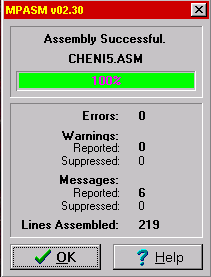 MPASM v02.30
Assembly Successful.
CHENI5.ASM
100%
Errors: 0
Warnings:
Reported: 0
Suppressed: 0
Messages:
Reported: 6
Suppressed: 0
Lines Assembled: 219
OK
Help